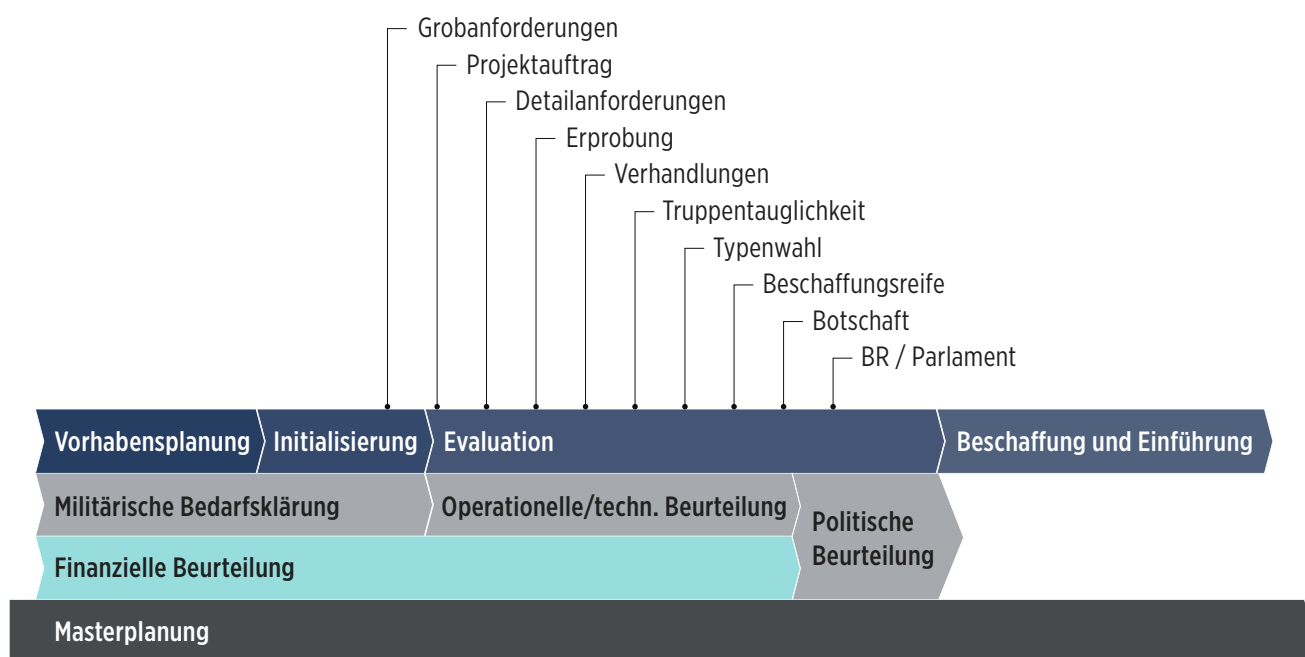 Grobanforderungen
Projektauftrag
Detailanforderungen
Erprobung
Verhandlungen
Truppentauglichkeit
Typenwahl
Beschaffungsreife
Botschaft
BR / Parlament
Vorhabensplanung
Initialisierung
Evaluation
Beschaffung und Einführung
Militärische Bedarfsklärung
Operationelle/techn. Beurteilung
Politische
Beurteilung
Finanzielle Beurteilung
Masterplanung